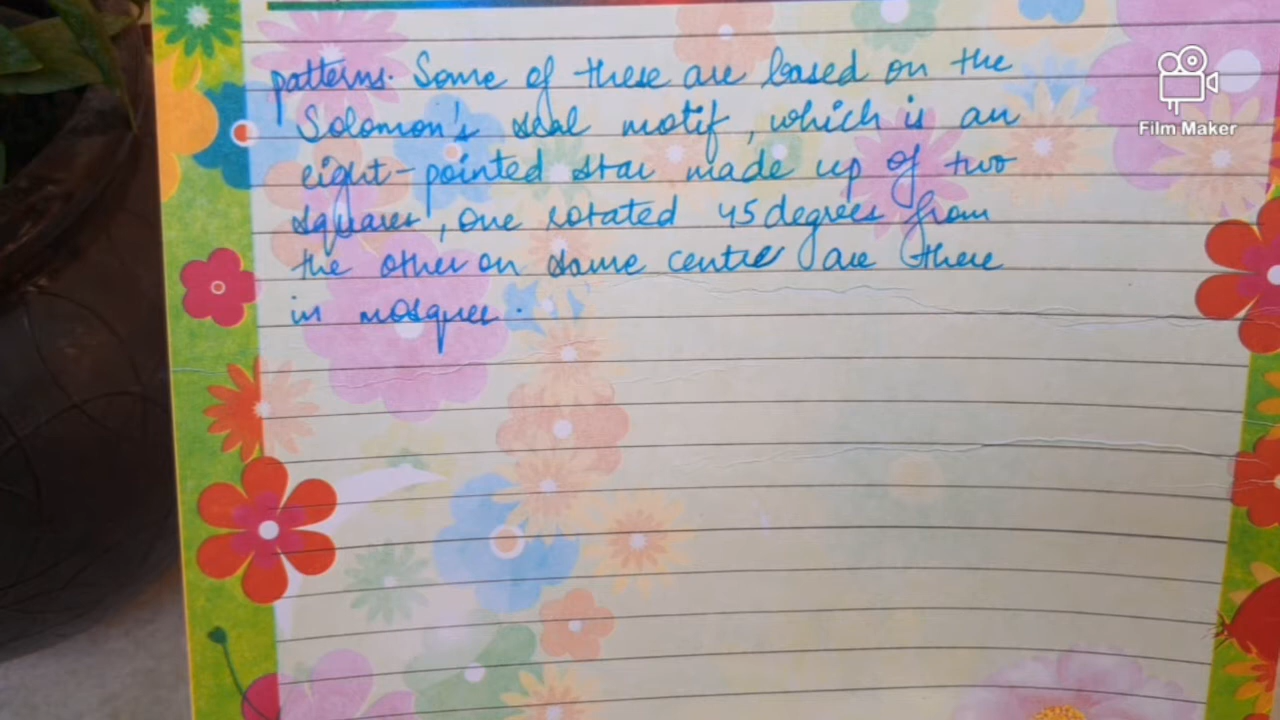 patterns. Some of these are based on the
Solomon's seal motif, which is an
eight-pointed star made up of two
squares, one rotated 45 degrees from
the other on same centre are there
in mosques.
Film Maker